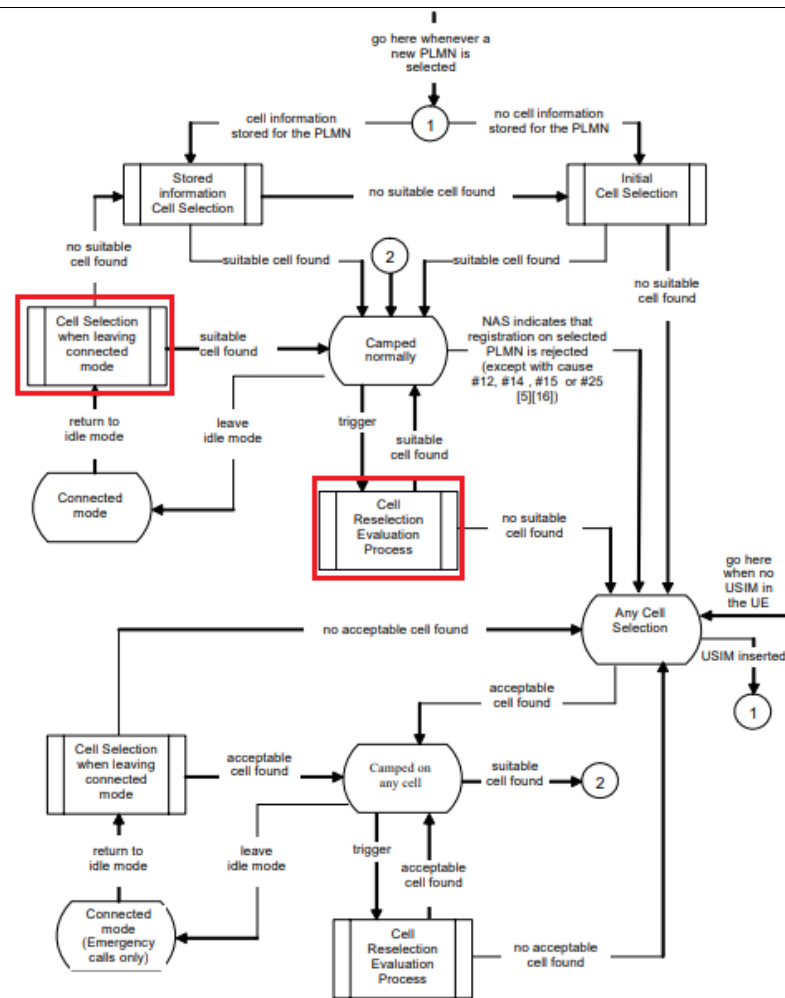 go here whenever a
new PLMN is
selected
cell information
stored for the PLMN
1
no cell information
stored for the PLMN
Stored
information
Cell Selection
no suitable cell found
Initial
Cell Selection
no suitable
cell found
suitable cell found
2
suitable cell found
no suitable
cell found
Cell Selection
when leaving
connected
mode
suitable
cell found
Camped
normally
NAS indicates that
registration on selected
PLMN is rejected
(except with cause
#12, #14 , #15 or #25
[5][16])
return to
idle mode
leave
idle mode
trigger
suitable
cell found
Connected
mode
Cell
Reselection
Evaluation
Process
no suitable
cell found
go here
when no
USIM in
the UE
Any Cell
Selection
no acceptable cell found
USIM inserted
1
acceptable
cell found
Cell Selection
when leaving
connected
mode
acceptable
cell found
Camped on
any cell
suitable
cell found
2
return to
idle mode
leave
idle mode
trigger
acceptable
cell found
Connected
mode
(Emergency
calls only)
Cell
Reselection
Evaluation
Process
no acceptable
cell found